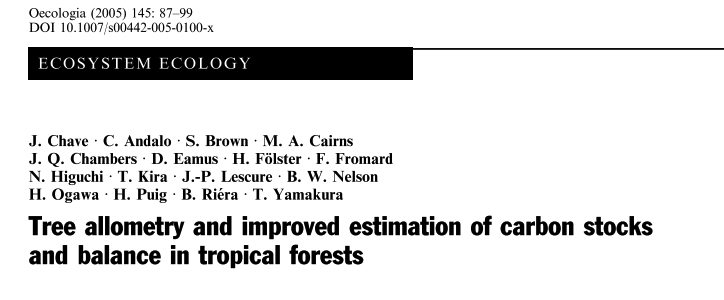 Oecologia (2005) 145: 87–99
DOI 10.1007/s00442-005-0100-x
ECOSYSTEM ECOLOGY
J. Chave · C. Andalo · S. Brown · M. A. Cairns
J. Q. Chambers · D. Eamus · H. Fölster · F. Fromard
N. Higuchi · T. Kira · J.-P. Lescure · B. W. Nelson
H. Ogawa · H. Puig · B. Riéra · T. Yamakura
Tree allometry and improved estimation of carbon stocks
and balance in tropical forests